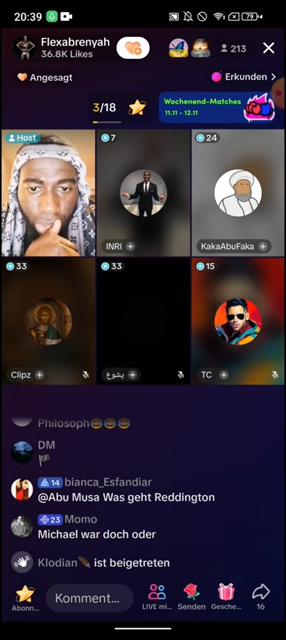 20:39
79
Flexabrenyah
36.8K Likes
213
Angesagt
Erkunden
3/18
Wochenend-Matches
11.11 - 12.11
Host
7
24
INRI
KakaAbuFaka
33
33
15
Clipz
يشوع
TC
Philosoph😂😂😂
DM
🏴
14 bianca_Esfandiar
@Abu Musa Was geht Reddington
23 Momo
Michael war doch oder
Klodian🪶 ist beigetreten
Komment...
Abonn...
LIVE mi...
Senden
Gesche...
16